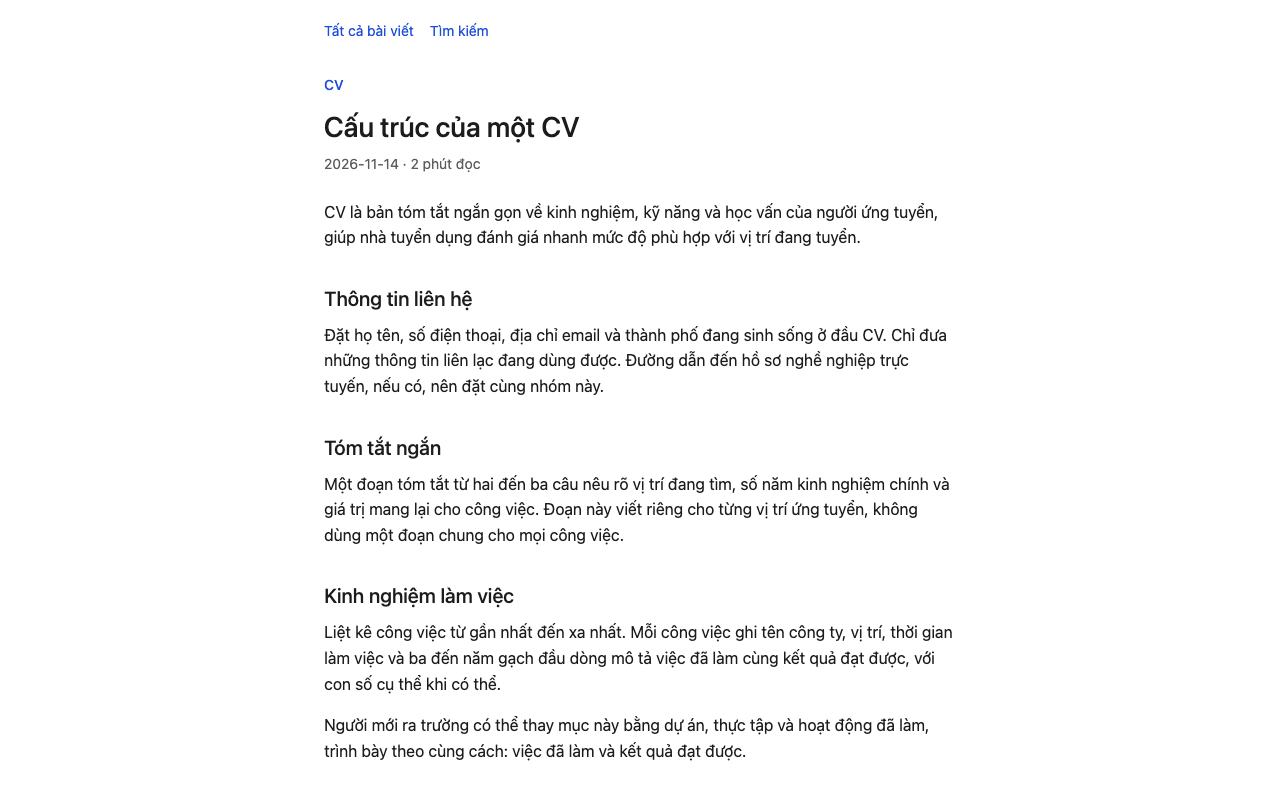 Tất cả bài viết Tìm kiếm
CV
Cấu trúc của một CV
2026-11-14 · 2 phút đọc
CV là bản tóm tắt ngắn gọn về kinh nghiệm, kỹ năng và học vấn của người ứng tuyển,
giúp nhà tuyển dụng đánh giá nhanh mức độ phù hợp với vị trí đang tuyển.
Thông tin liên hệ
Đặt họ tên, số điện thoại, địa chỉ email và thành phố đang sinh sống ở đầu CV. Chỉ đưa
những thông tin liên lạc đang dùng được. Đường dẫn đến hồ sơ nghề nghiệp trực
tuyến, nếu có, nên đặt cùng nhóm này.
Tóm tắt ngắn
Một đoạn tóm tắt từ hai đến ba câu nêu rõ vị trí đang tìm, số năm kinh nghiệm chính và
giá trị mang lại cho công việc. Đoạn này viết riêng cho từng vị trí ứng tuyển, không
dùng một đoạn chung cho mọi công việc.
Kinh nghiệm làm việc
Liệt kê công việc từ gần nhất đến xa nhất. Mỗi công việc ghi tên công ty, vị trí, thời gian
làm việc và ba đến năm gạch đầu dòng mô tả việc đã làm cùng kết quả đạt được, với
con số cụ thể khi có thể.
Người mới ra trường có thể thay mục này bằng dự án, thực tập và hoạt động đã làm,
trình bày theo cùng cách: việc đã làm và kết quả đạt được.